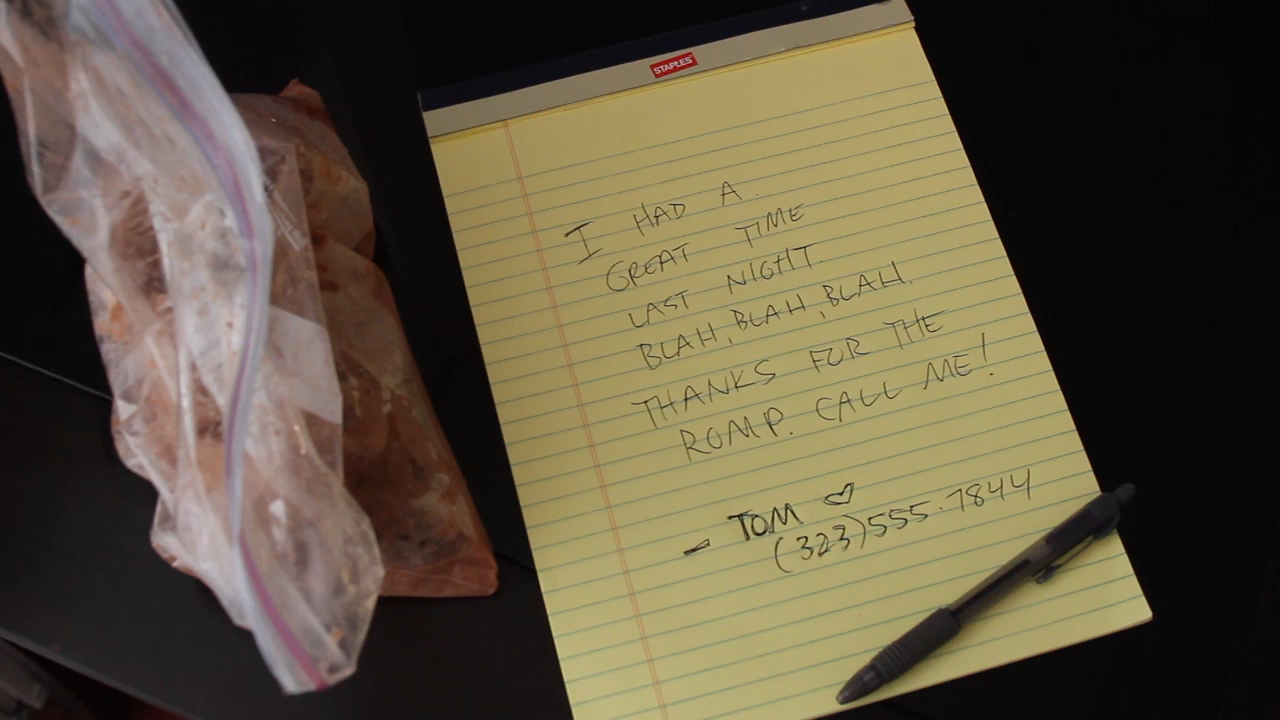 STAPLES
I HAD A
GREAT TIME
LAST NIGHT.
BLAH, BLAH, BLAH.
THANKS FOR THE
ROMP. CALL ME!
- TOM ♡
(323)555-7844